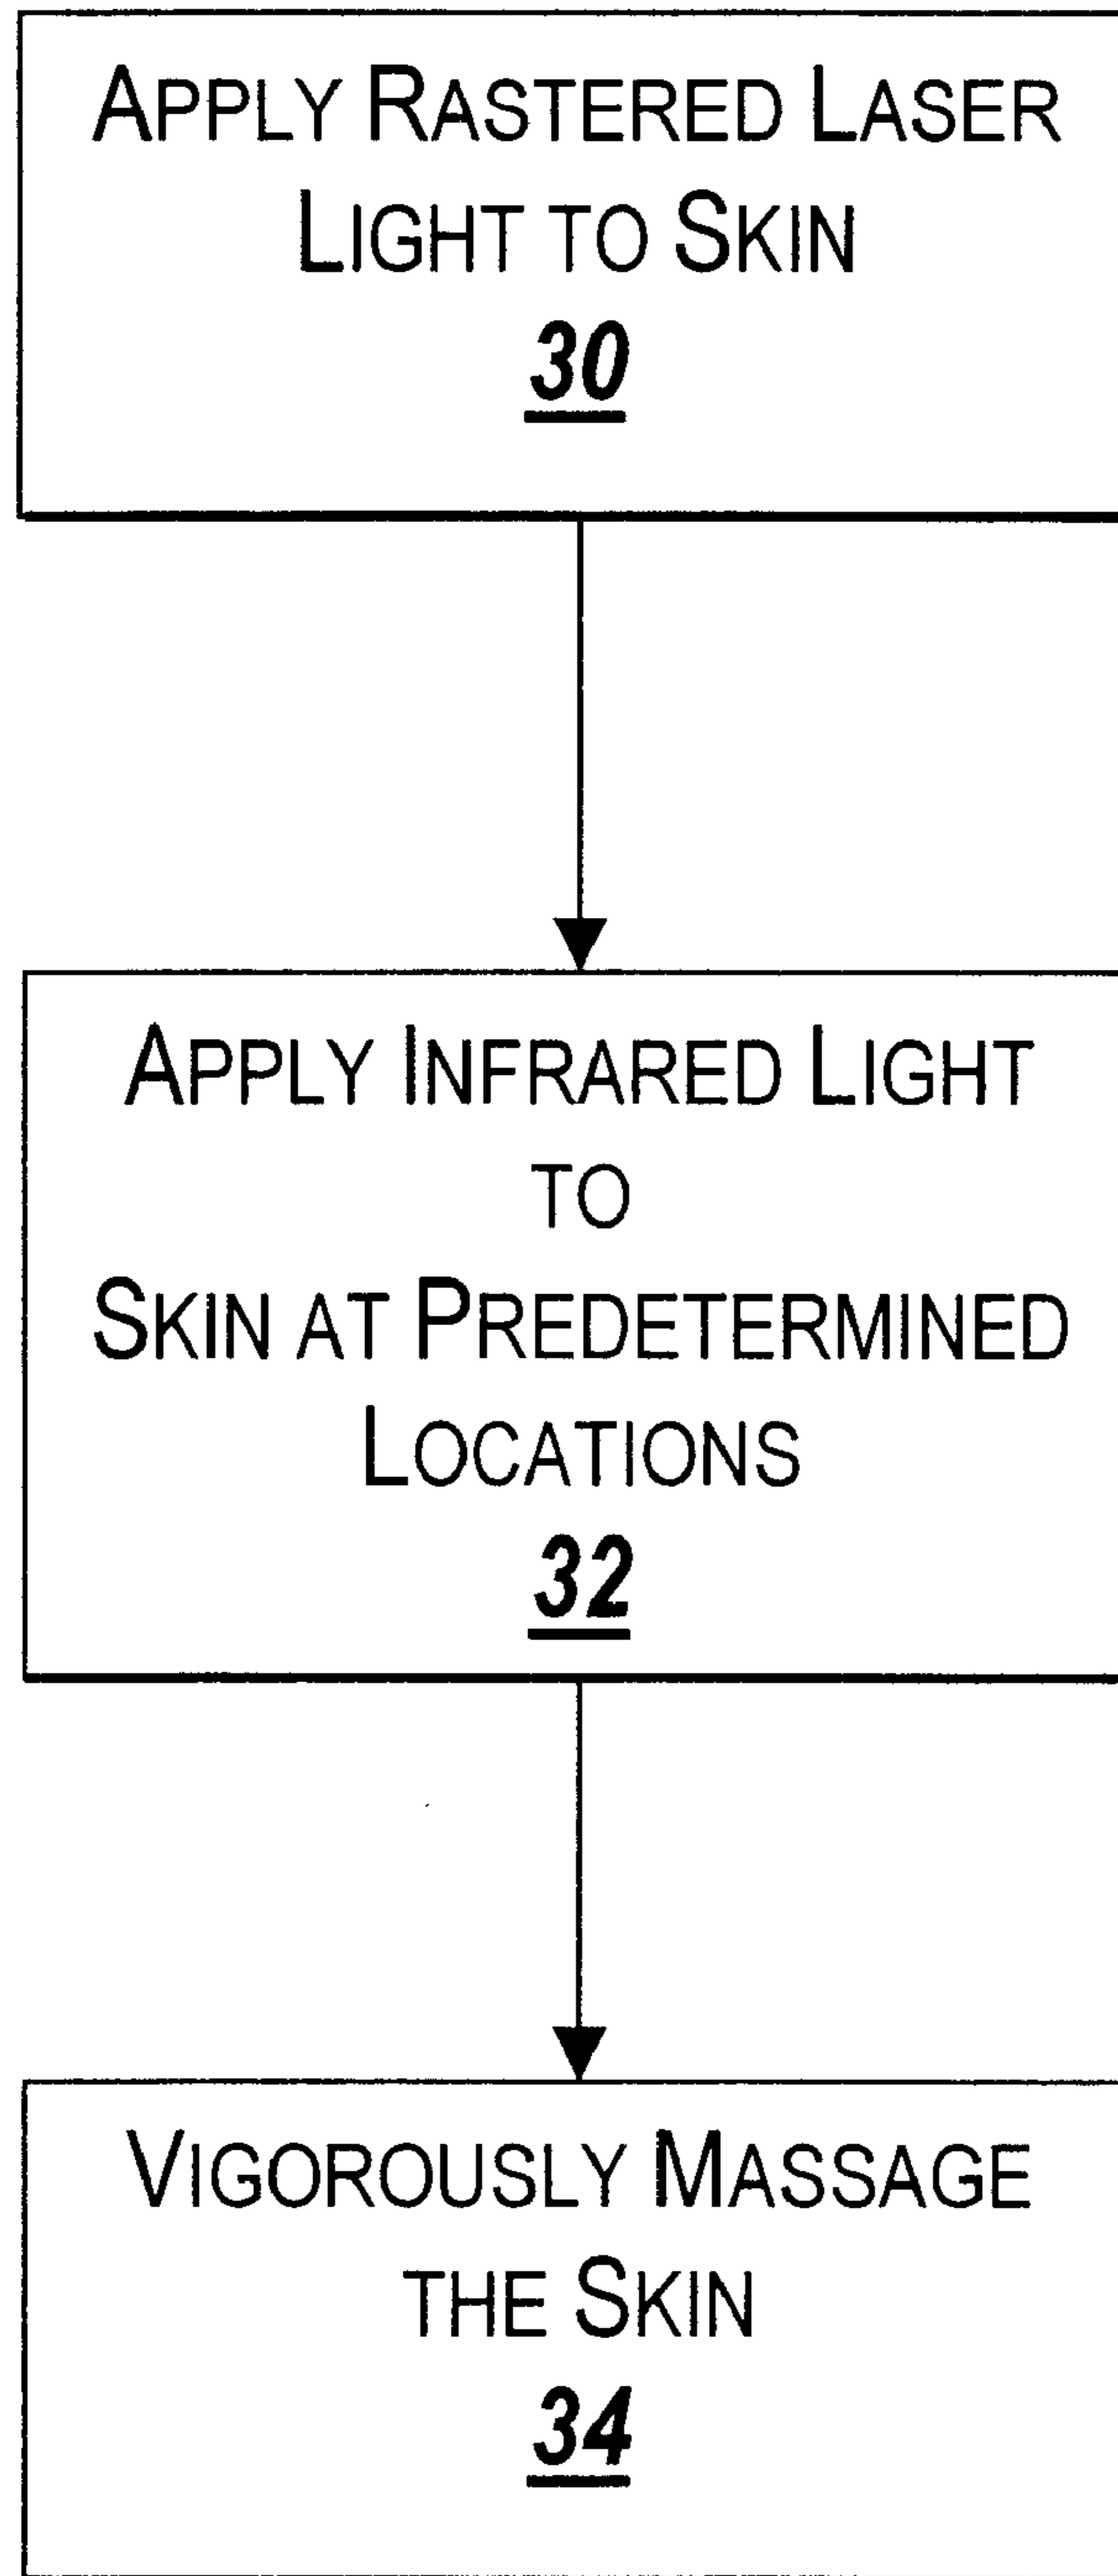 APPLY RASTERED LASER
LIGHT TO SKIN
30
APPLY INFRARED LIGHT
TO
SKIN AT PREDETERMINED
LOCATIONS
32
VIGOROUSLY MASSAGE
THE SKIN
34